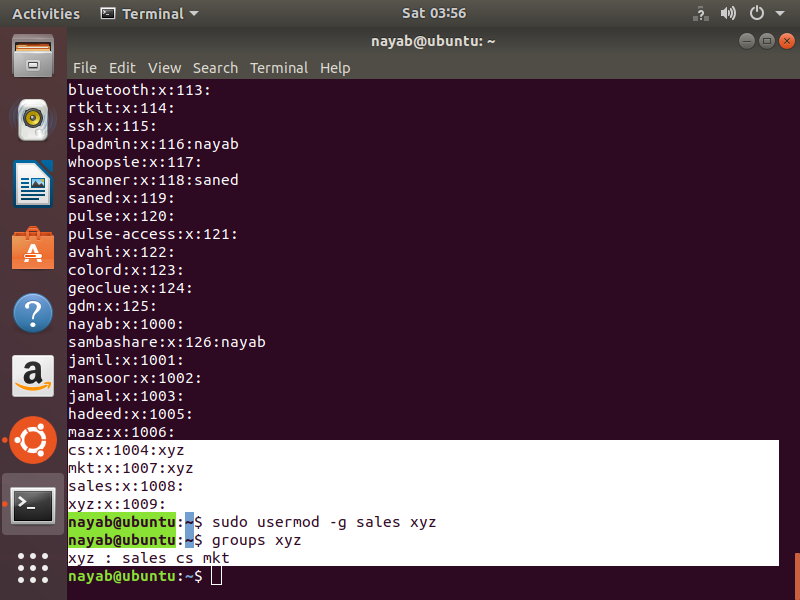 Activities Terminal Sat 03:56
nayab@ubuntu: ~
File Edit View Search Terminal Help
bluetooth:x:113:
rtkit:x:114:
ssh:x:115:
lpadmin:x:116:nayab
whoopsie:x:117:
scanner:x:118:saned
saned:x:119:
pulse:x:120:
pulse-access:x:121:
avahi:x:122:
colord:x:123:
geoclue:x:124:
gdm:x:125:
nayab:x:1000:
sambashare:x:126:nayab
jamil:x:1001:
mansoor:x:1002:
jamal:x:1003:
hadeed:x:1005:
maaz:x:1006:
cs:x:1004:xyz
mkt:x:1007:xyz
sales:x:1008:
xyz:x:1009:
nayab@ubuntu:~$ sudo usermod -g sales xyz
nayab@ubuntu:~$ groups xyz
xyz : sales cs mkt
nayab@ubuntu:~$